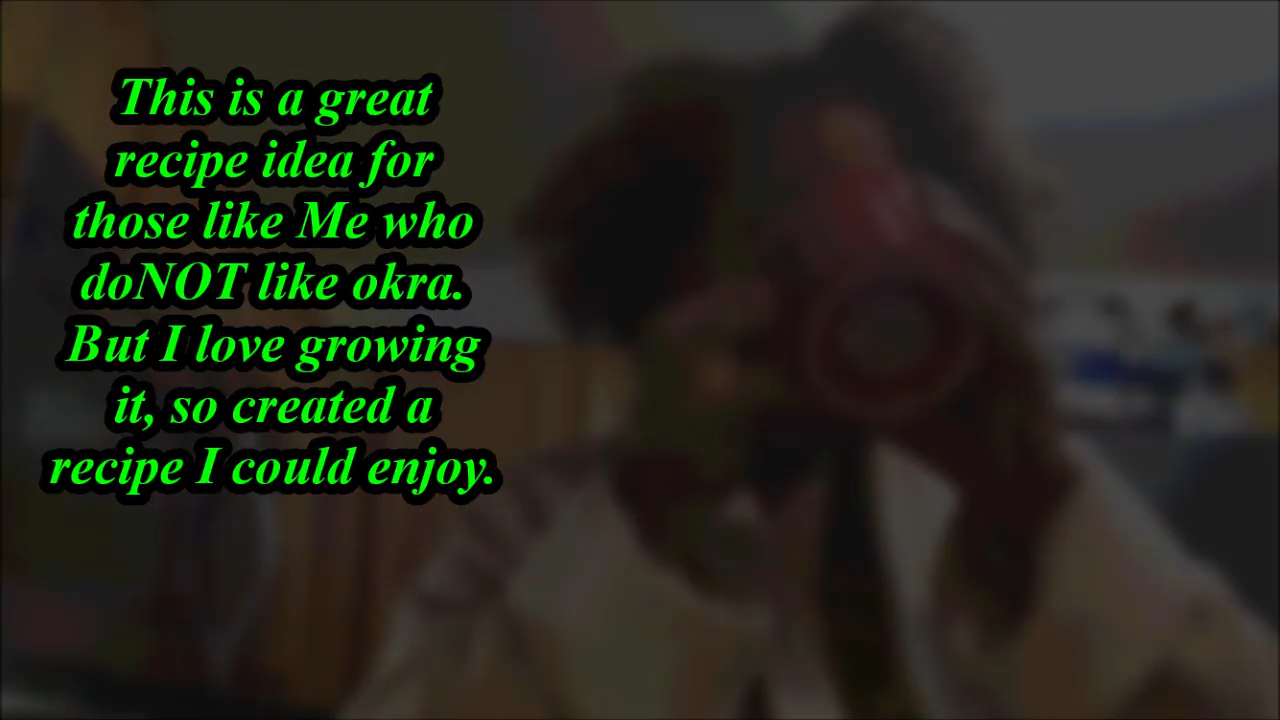 This is a great
recipe idea for
those like Me who
doNOT like okra.
But I love growing
it, so created a
recipe I could enjoy.